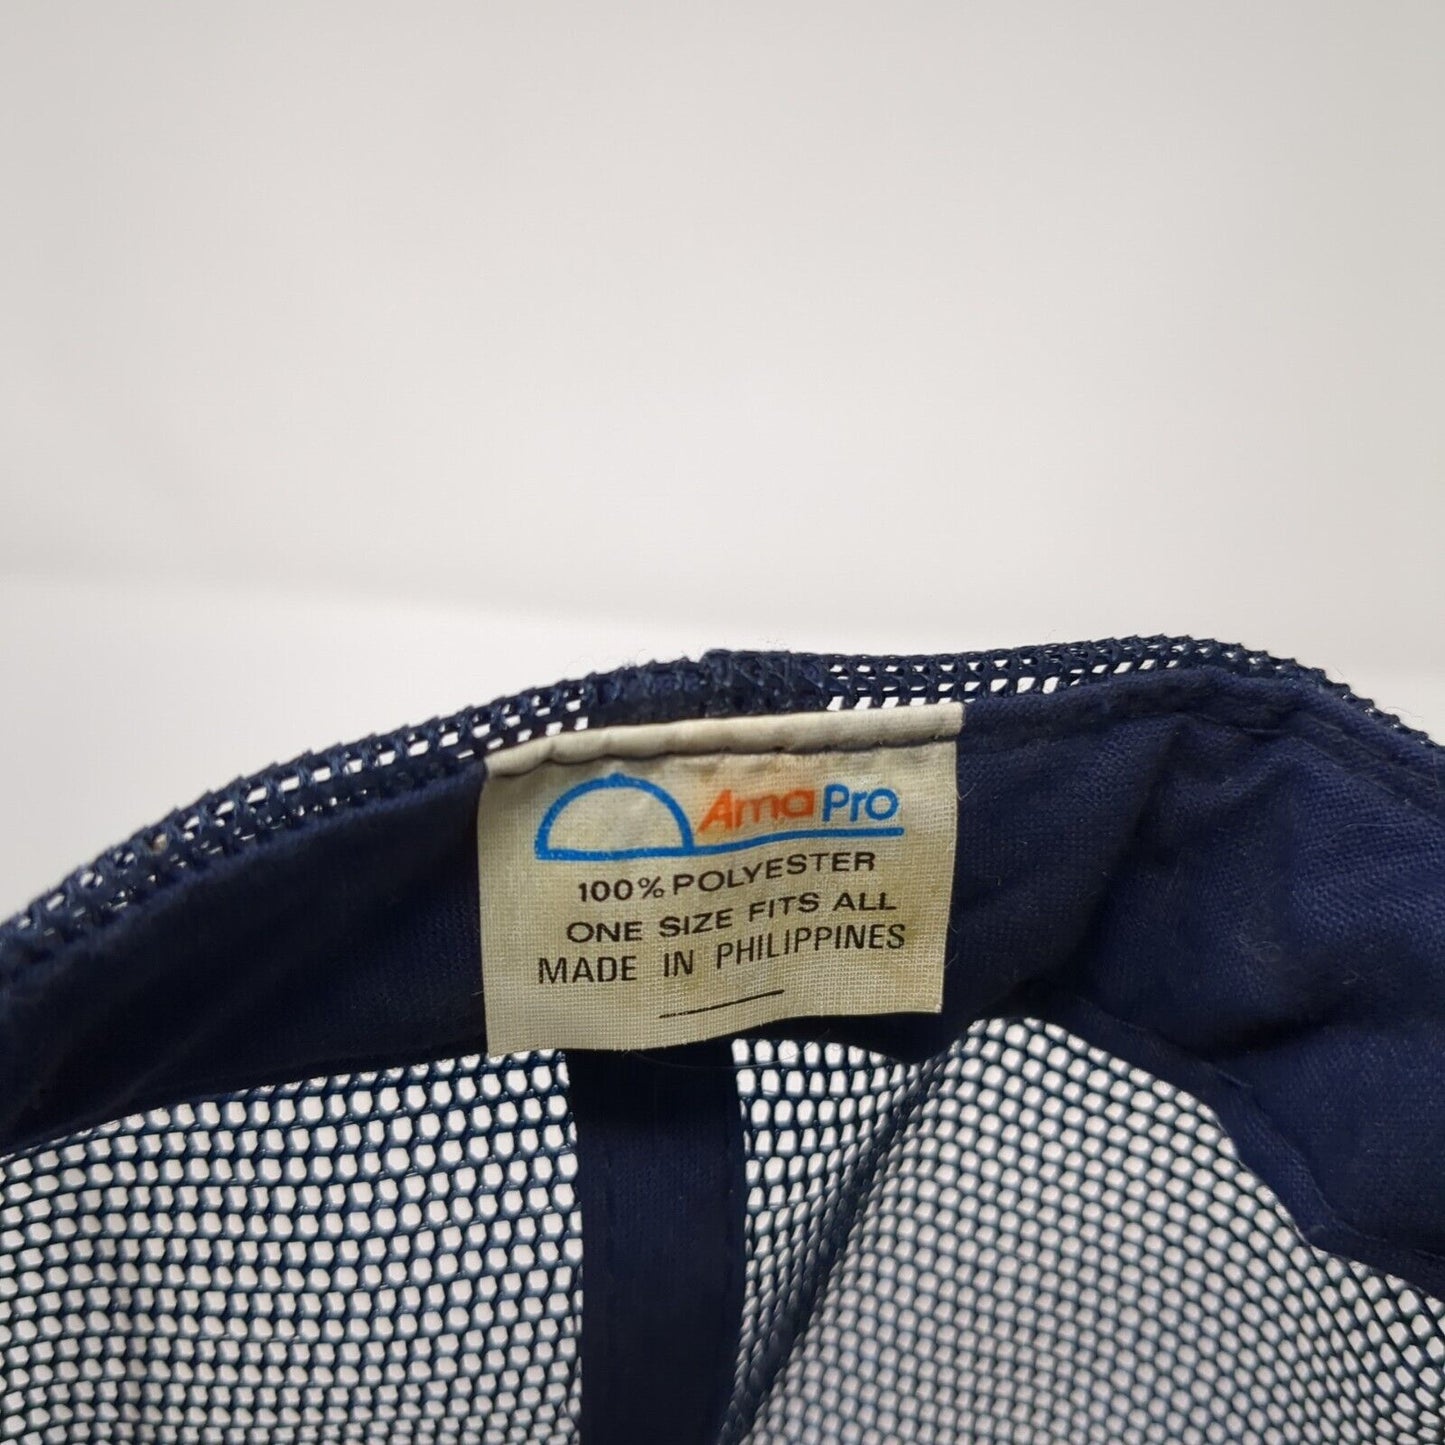 AmaPro
100% POLYESTER
ONE SIZE FITS ALL
MADE IN PHILIPPINES